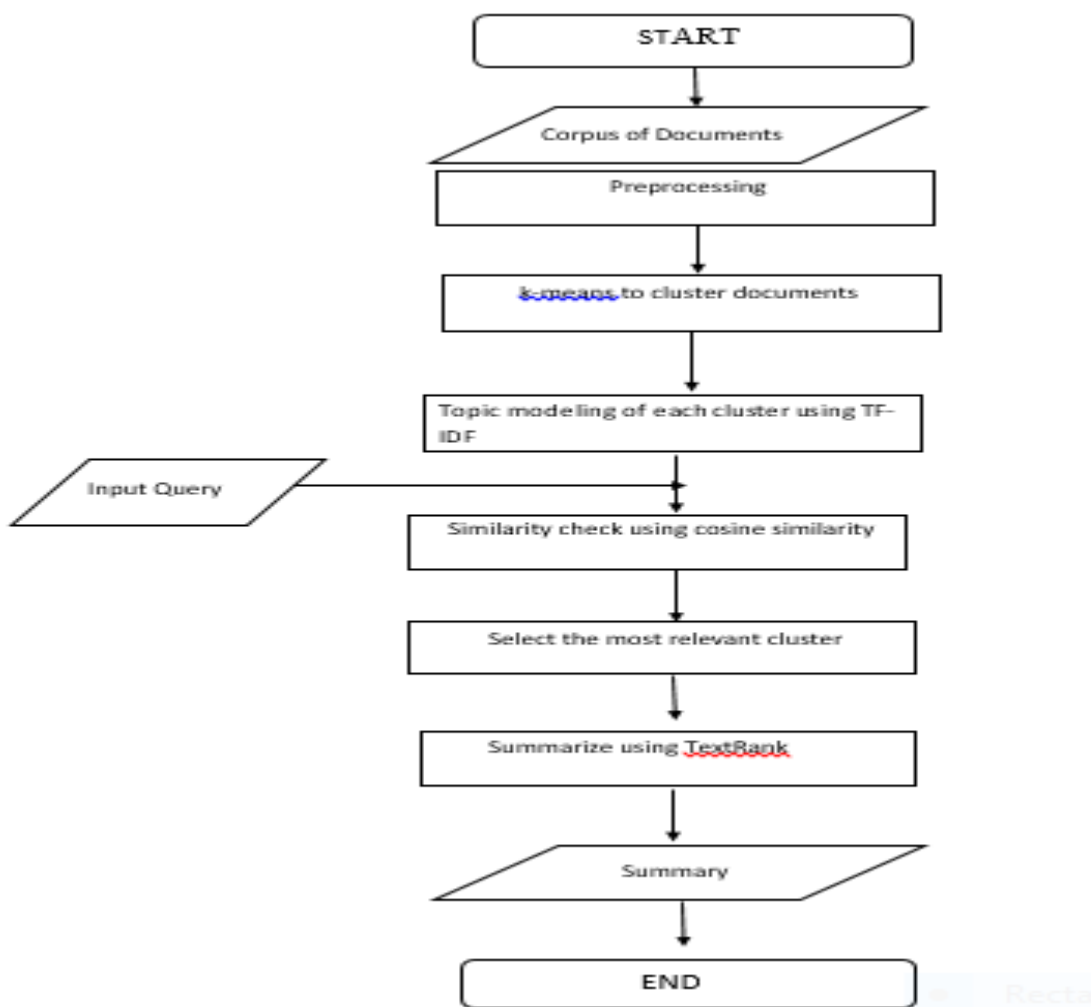 START
Corpus of Documents
Preprocessing
k-means to cluster documents
Topic modeling of each cluster using TF-
IDF
Input Query
Similarity check using cosine similarity
Select the most relevant cluster
Summarize using TextRank
Summary
END